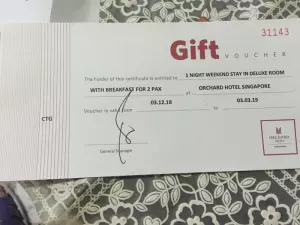 31143
Gift VOUCHER
The holder of this certificate is entitled to 1 NIGHT WEEKEND STAY IN DELUXE ROOM
WITH BREAKFAST FOR 2 PAX at ORCHARD HOTEL SINGAPORE
Voucher is valid from 03.12.18 to 03.03.19
CTG
General Manager
ORCHARD
HOTEL